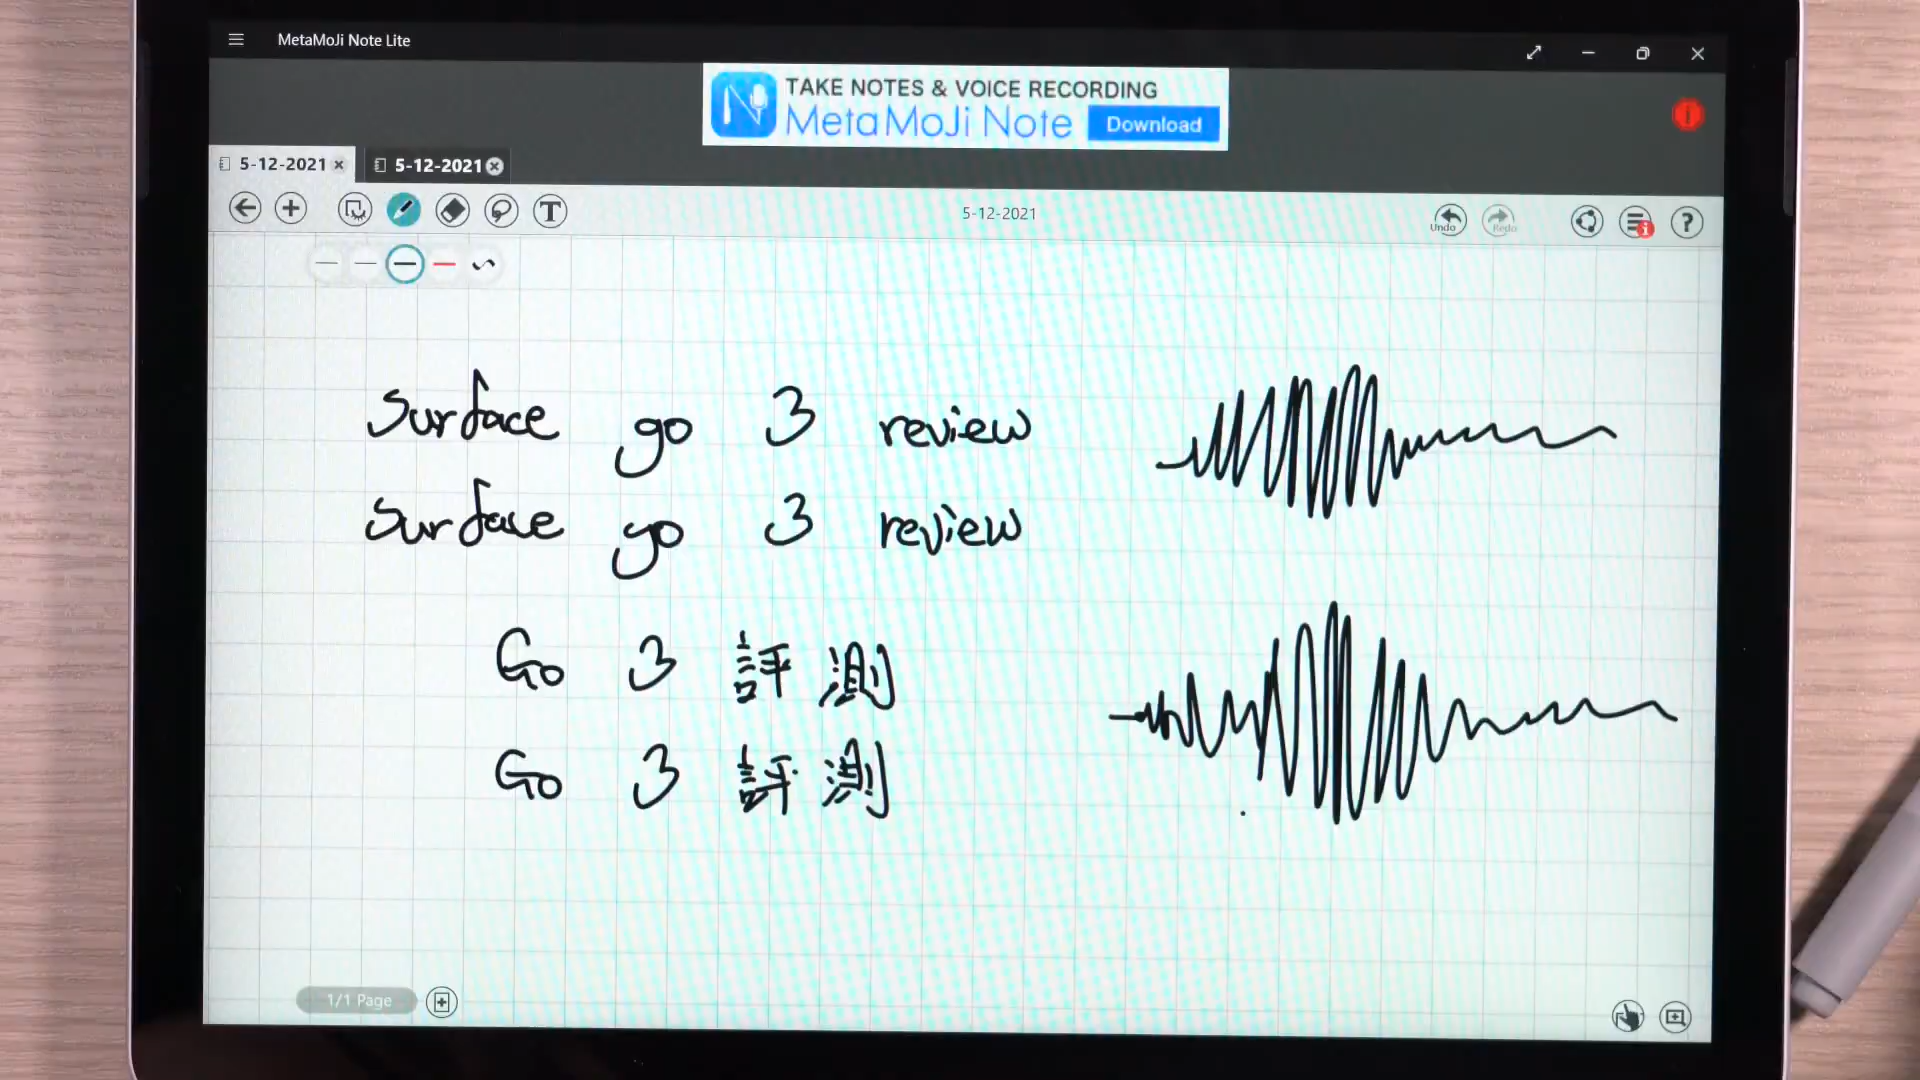 MetaMoJi Note Lite
TAKE NOTES & VOICE RECORDING
MetaMoJi Note Download
5-12-2021 5-12-2021
T 5-12-2021 Undo Redo ?
Surface go 3 review
Surface go 3 review
Go 3 評測
Go 3 評測
1/1 Page